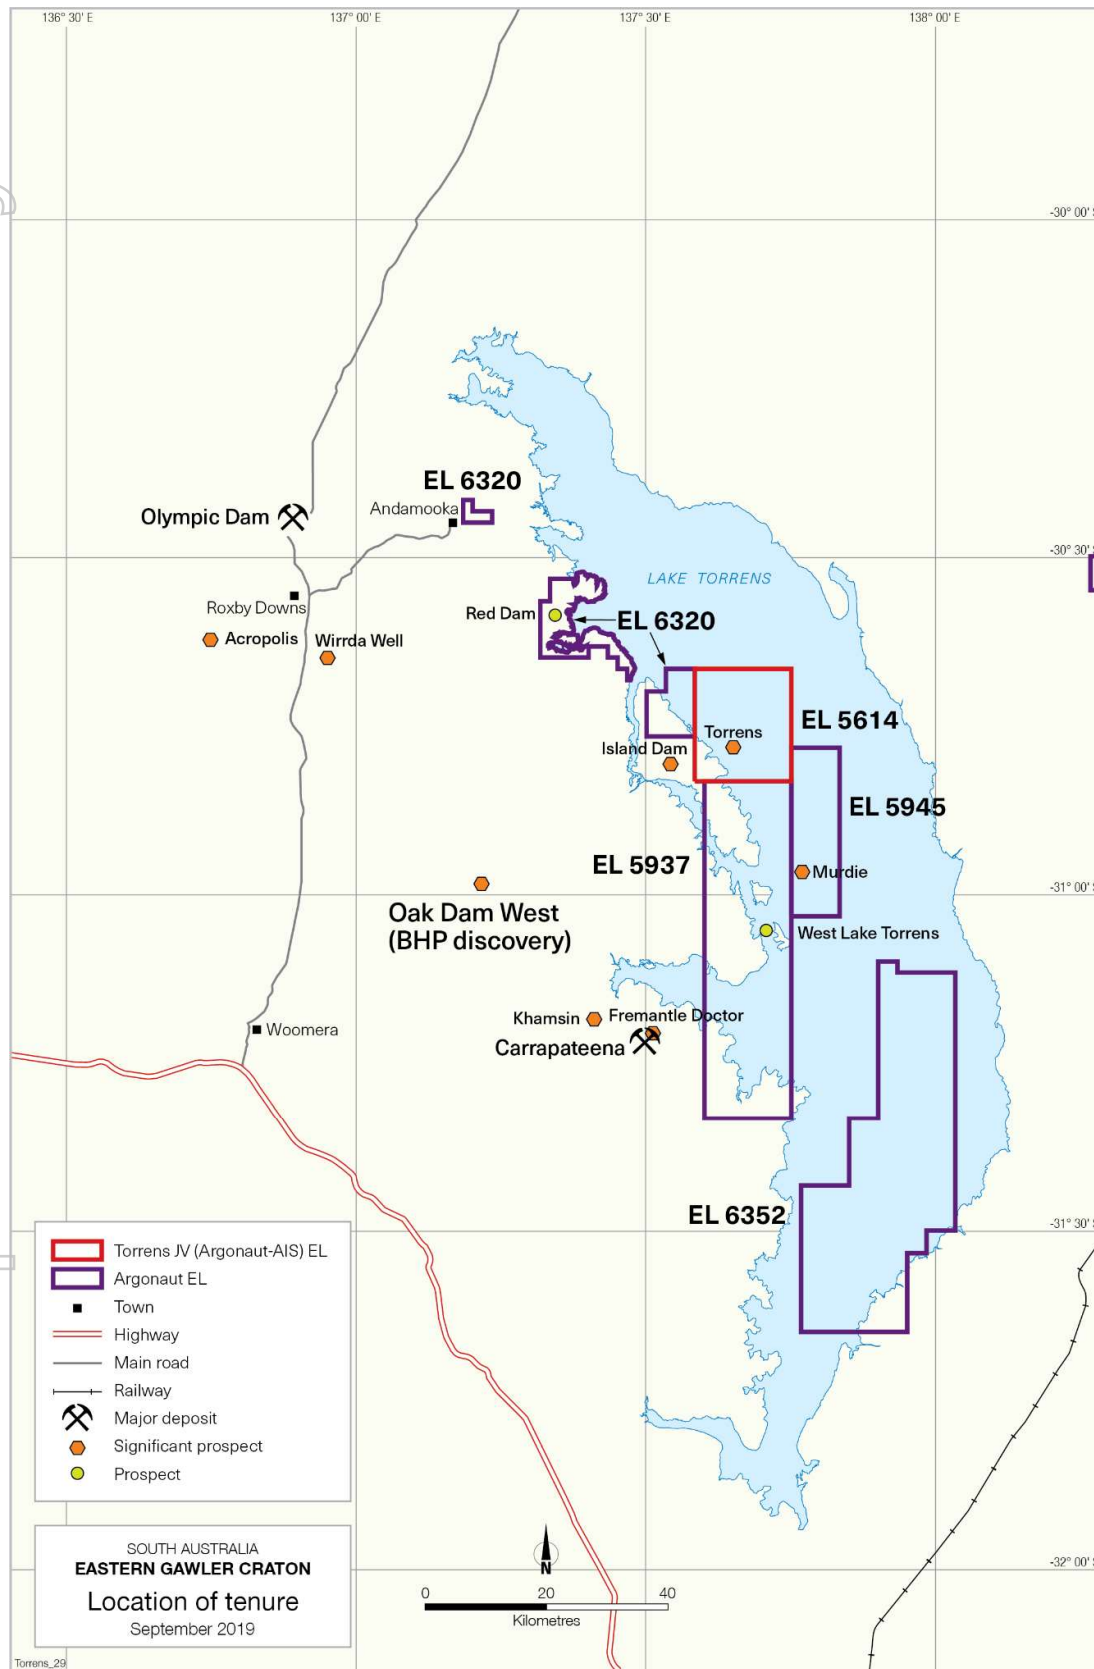 136° 30' E
137° 00' E
137° 30' E
138° 00' E
-30° 00' S
EL 6320
Andamooka
Olympic Dam
-30° 30' S
LAKE TORRENS
Roxby Downs
Red Dam
EL 6320
Acropolis
Wirrda Well
EL 5614
Torrens
Island Dam
EL 5945
EL 5937
Murdie
-31° 00' S
Oak Dam West
(BHP discovery)
West Lake Torrens
Khamsin
Fremantle Doctor
Woomera
Carrapateena
EL 6352
-31° 30' S
Torrens JV (Argonaut-AIS) EL
Argonaut EL
Town
Highway
Main road
Railway
Major deposit
Significant prospect
Prospect
SOUTH AUSTRALIA
EASTERN GAWLER CRATON
Location of tenure
September 2019
N
0 20 40
Kilometres
-32° 00' S
Torrens_29